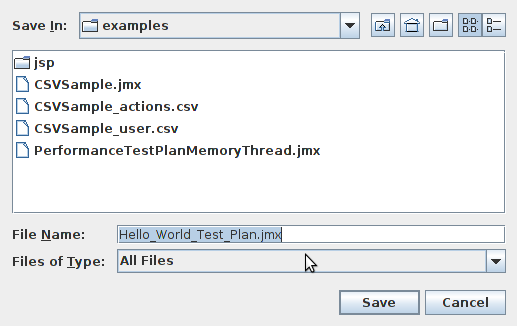 Save In: examples
jsp
CSVSample.jmx
CSVSample_actions.csv
CSVSample_user.csv
PerformanceTestPlanMemoryThread.jmx
File Name: Hello_World_Test_Plan.jmx
Files of Type: All Files
Save Cancel